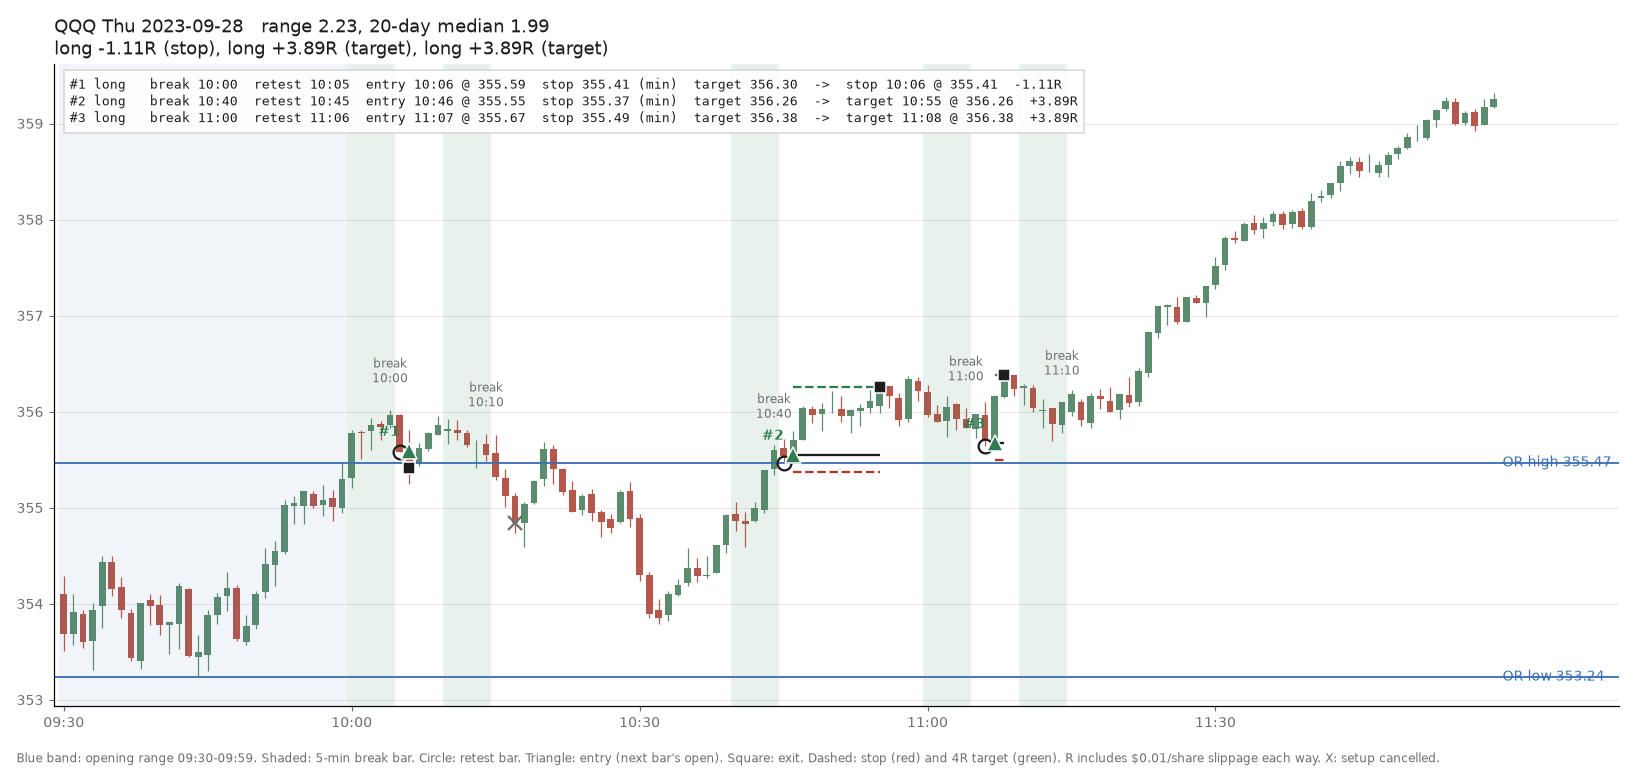 QQQ Thu 2023-09-28   range 2.23, 20-day median 1.99
long -1.11R (stop), long +3.89R (target), long +3.89R (target)
#1 long   break 10:00  retest 10:05  entry 10:06 @ 355.59  stop 355.41 (min)  target 356.30  ->  stop 10:06 @ 355.41  -1.11R
#2 long   break 10:40  retest 10:45  entry 10:46 @ 355.55  stop 355.37 (min)  target 356.26  ->  target 10:55 @ 356.26  +3.89R
#3 long   break 11:00  retest 11:06  entry 11:07 @ 355.67  stop 355.49 (min)  target 356.38  ->  target 11:08 @ 356.38  +3.89R
359
358
357
356
355
354
353
break
10:00
break
10:10
break
10:40
break
11:00
break
11:10
#1
#2
#3
OR high 355.47
OR low 353.24
09:30
10:00
10:30
11:00
11:30
Blue band: opening range 09:30-09:59. Shaded: 5-min break bar. Circle: retest bar. Triangle: entry (next bar's open). Square: exit. Dashed: stop (red) and 4R target (green). R includes $0.01/share slippage each way. X: setup cancelled.